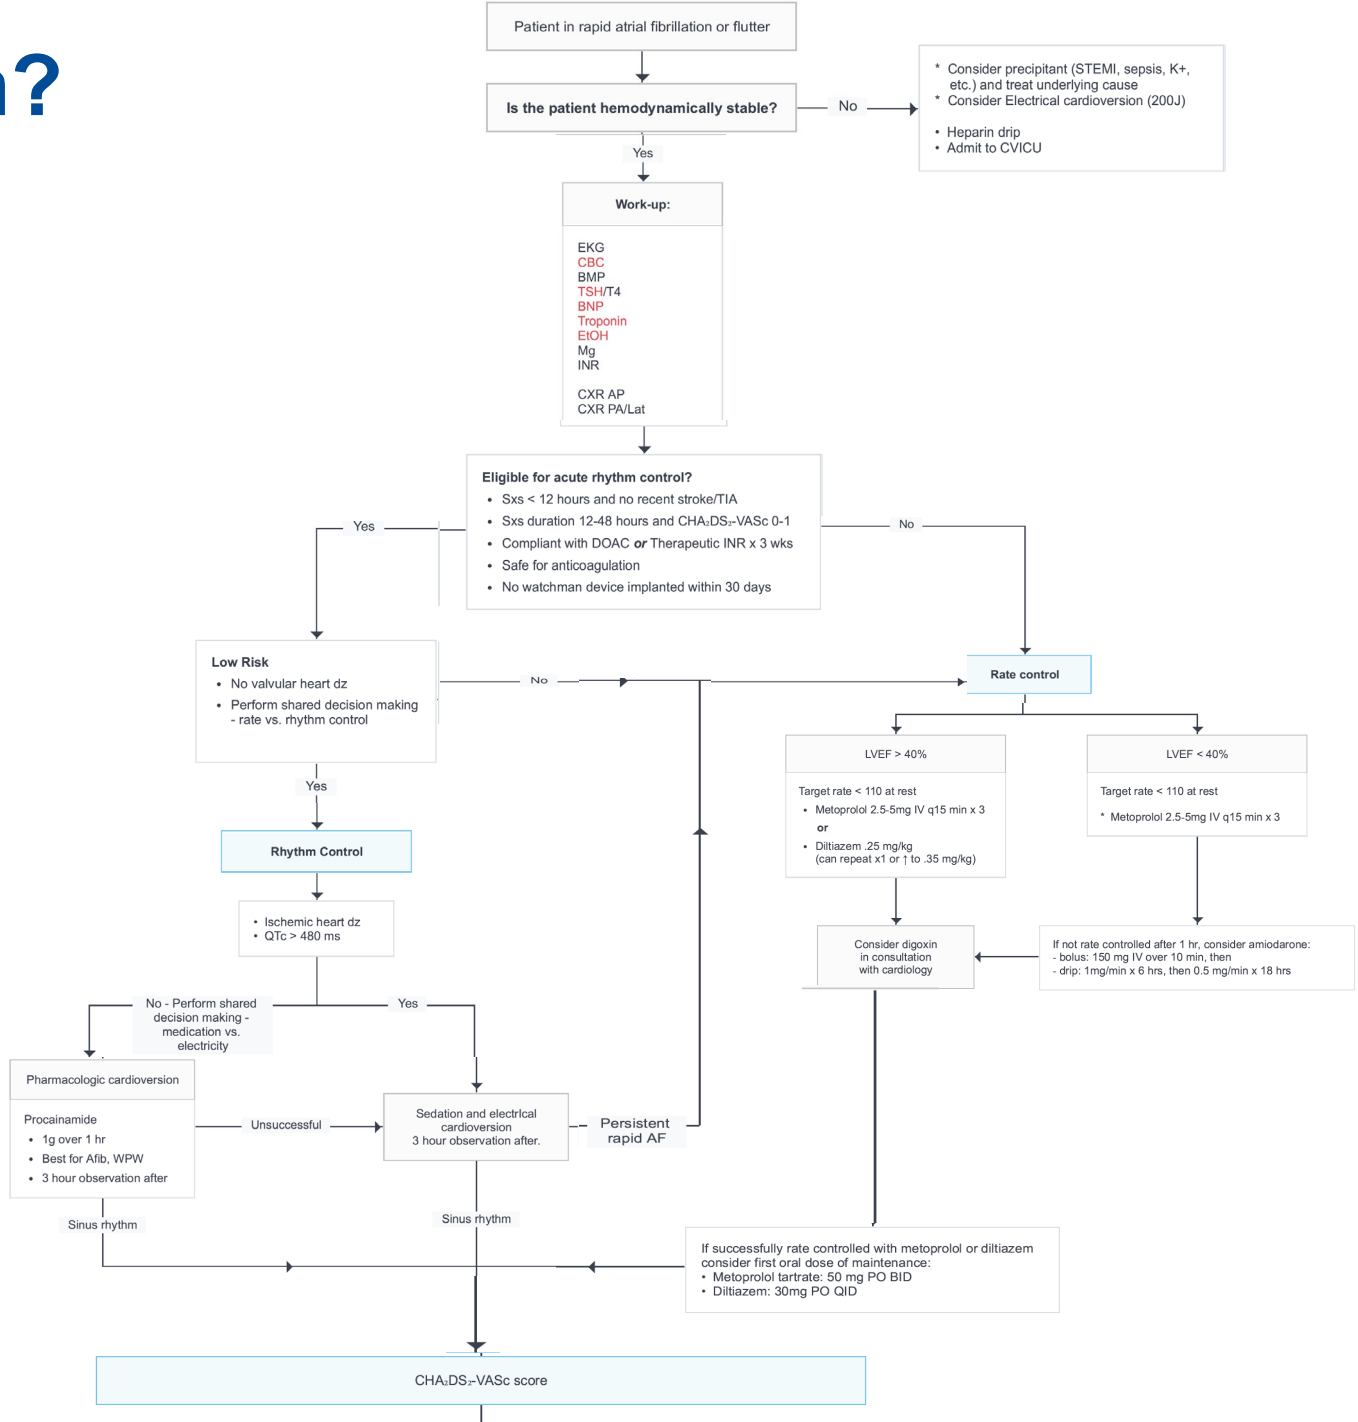 ?
Patient in rapid atrial fibrillation or flutter
Is the patient hemodynamically stable?
No
* Consider precipitant (STEMI, sepsis, K+,
etc.) and treat underlying cause
* Consider Electrical cardioversion (200J)
• Heparin drip
• Admit to CVICU
Yes
Work-up:
EKG
CBC
BMP
TSH/T4
BNP
Troponin
EtOH
Mg
INR
CXR AP
CXR PA/Lat
Eligible for acute rhythm control?
• Sxs < 12 hours and no recent stroke/TIA
• Sxs duration 12-48 hours and CHA₂DS₂-VASc 0-1
• Compliant with DOAC or Therapeutic INR x 3 wks
• Safe for anticoagulation
• No watchman device implanted within 30 days
Yes
No
Low Risk
• No valvular heart dz
• Perform shared decision making
- rate vs. rhythm control
No
Rate control
LVEF > 40%
Target rate < 110 at rest
• Metoprolol 2.5-5mg IV q15 min x 3
or
• Diltiazem .25 mg/kg
(can repeat x1 or ↑ to .35 mg/kg)
LVEF < 40%
Target rate < 110 at rest
* Metoprolol 2.5-5mg IV q15 min x 3
Yes
Rhythm Control
• Ischemic heart dz
• QTc > 480 ms
Consider digoxin
in consultation
with cardiology
If not rate controlled after 1 hr, consider amiodarone:
- bolus: 150 mg IV over 10 min, then
- drip: 1mg/min x 6 hrs, then 0.5 mg/min x 18 hrs
No - Perform shared
decision making -
medication vs.
electricity
Yes
Pharmacologic cardioversion
Procainamide
• 1g over 1 hr
• Best for Afib, WPW
• 3 hour observation after
Unsuccessful
Sedation and electrIcal
cardioversion
3 hour observation after.
Persistent
rapid AF
Sinus rhythm
Sinus rhythm
If successfully rate controlled with metoprolol or diltiazem
consider first oral dose of maintenance:
• Metoprolol tartrate: 50 mg PO BID
• Diltiazem: 30mg PO QID
CHA₂DS₂-VASc score